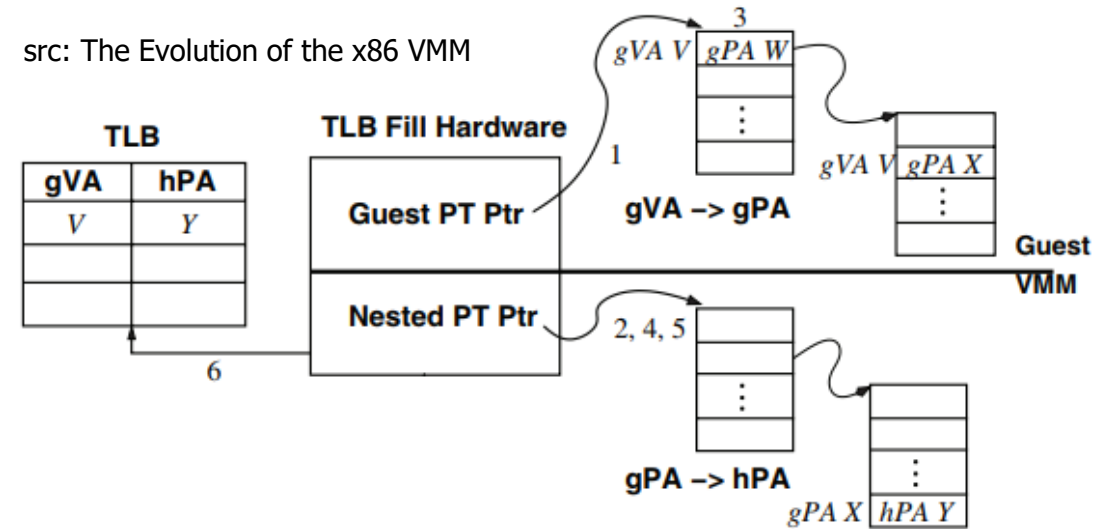 src: The Evolution of the x86 VMM
3
gVA V gPA W
TLB
TLB Fill Hardware
gVA hPA
V Y
1
Guest PT Ptr
gVA –> gPA
gVA V gPA X
Guest
VMM
Nested PT Ptr
2, 4, 5
6
gPA –> hPA
gPA X hPA Y